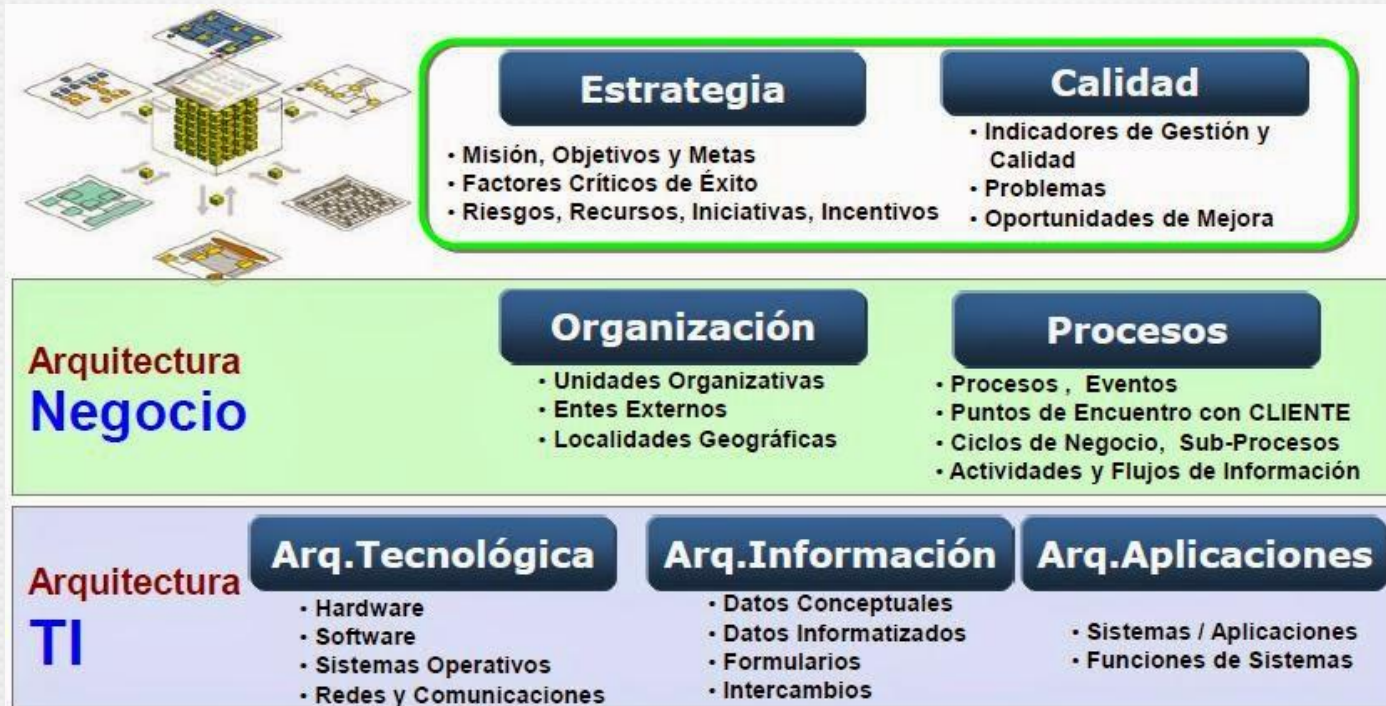 Estrategia
• Misión, Objetivos y Metas
• Factores Críticos de Éxito
• Riesgos, Recursos, Iniciativas, Incentivos
Calidad
• Indicadores de Gestión y
Calidad
• Problemas
• Oportunidades de Mejora
Arquitectura
Negocio
Organización
• Unidades Organizativas
• Entes Externos
• Localidades Geográficas
Procesos
• Procesos , Eventos
• Puntos de Encuentro con CLIENTE
• Ciclos de Negocio, Sub-Procesos
• Actividades y Flujos de Información
Arquitectura
TI
Arq.Tecnológica
• Hardware
• Software
• Sistemas Operativos
• Redes y Comunicaciones
Arq.Información
• Datos Conceptuales
• Datos Informatizados
• Formularios
• Intercambios
Arq.Aplicaciones
• Sistemas / Aplicaciones
• Funciones de Sistemas